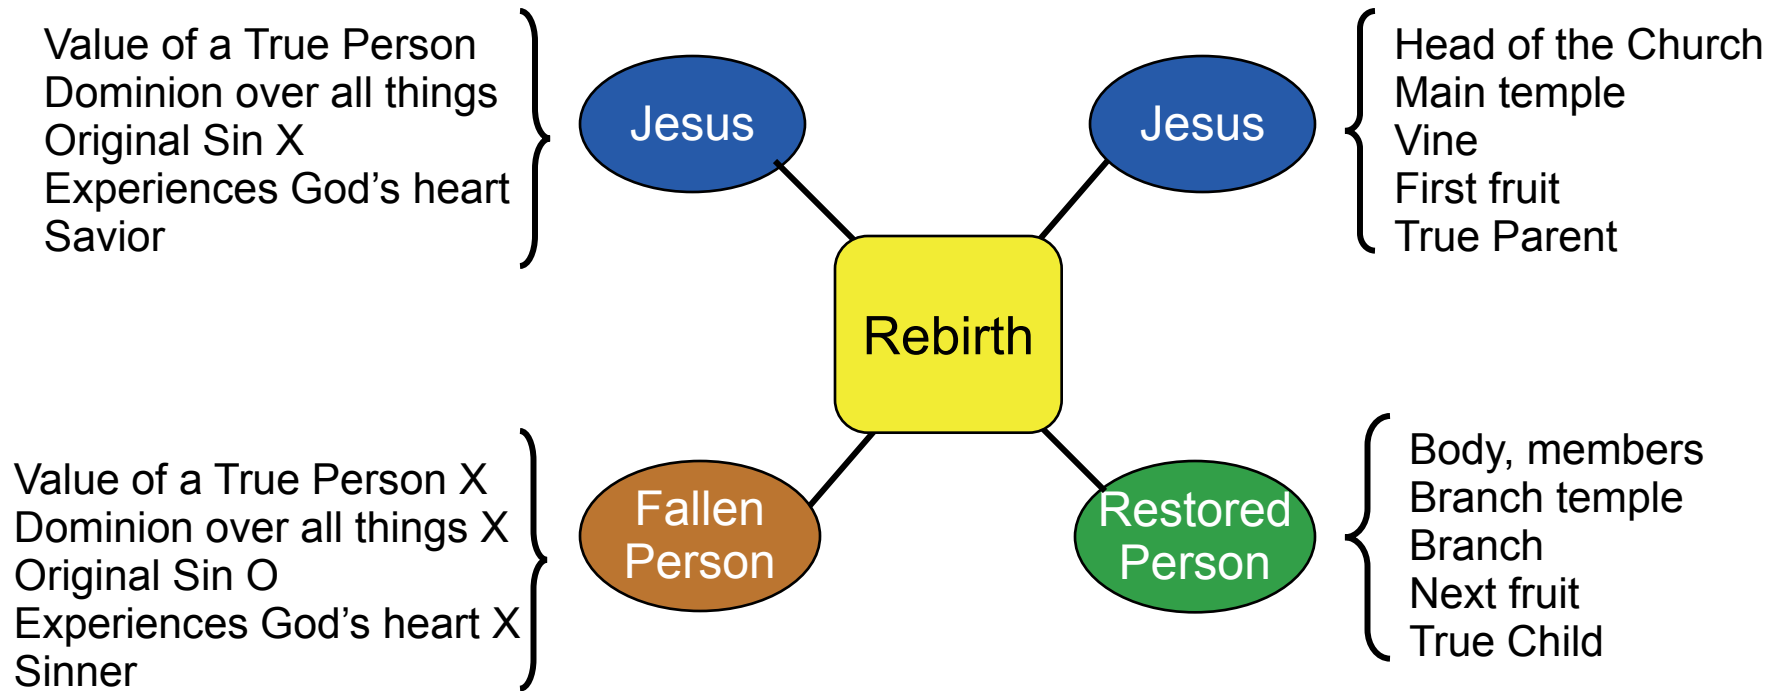 Value of a True Person
Dominion over all things
Original Sin X
Experiences God’s heart
Savior
Jesus
Jesus
Head of the Church
Main temple
Vine
First fruit
True Parent
Rebirth
Value of a True Person X
Dominion over all things X
Original Sin O
Experiences God’s heart X
Sinner
Fallen
Person
Restored
Person
Body, members
Branch temple
Branch
Next fruit
True Child